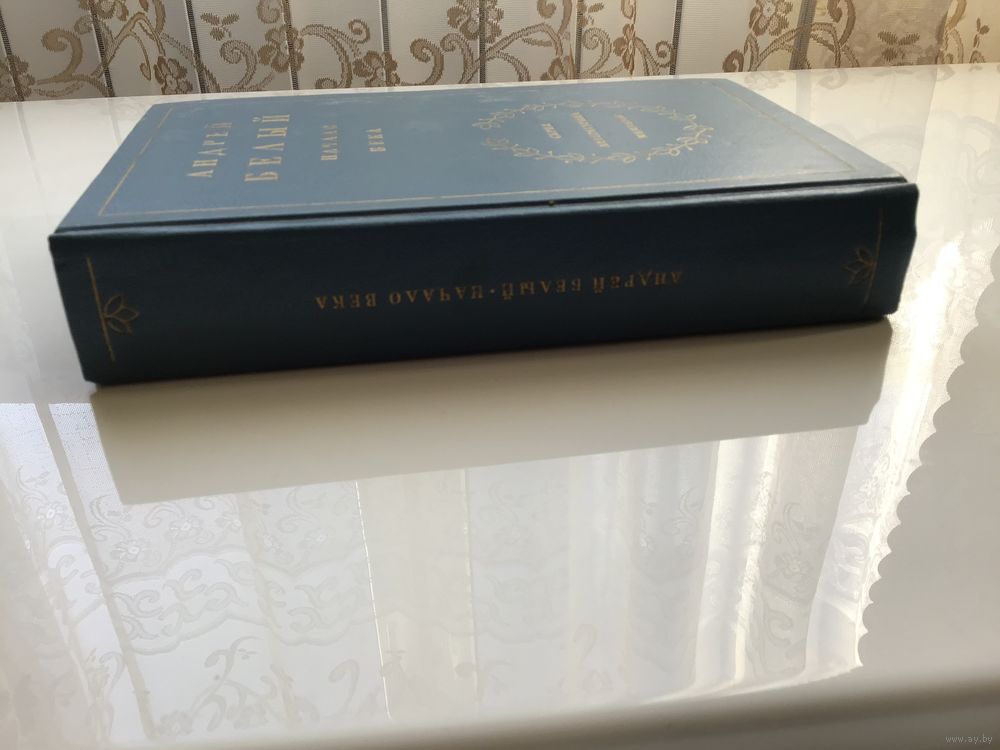 АНДРЕЙ
БЕЛЫЙ
НАЧАЛО
ВЕКА
АНДРЕЙ БЕЛЫЙ · НАЧАЛО ВЕКА
www.ay.by